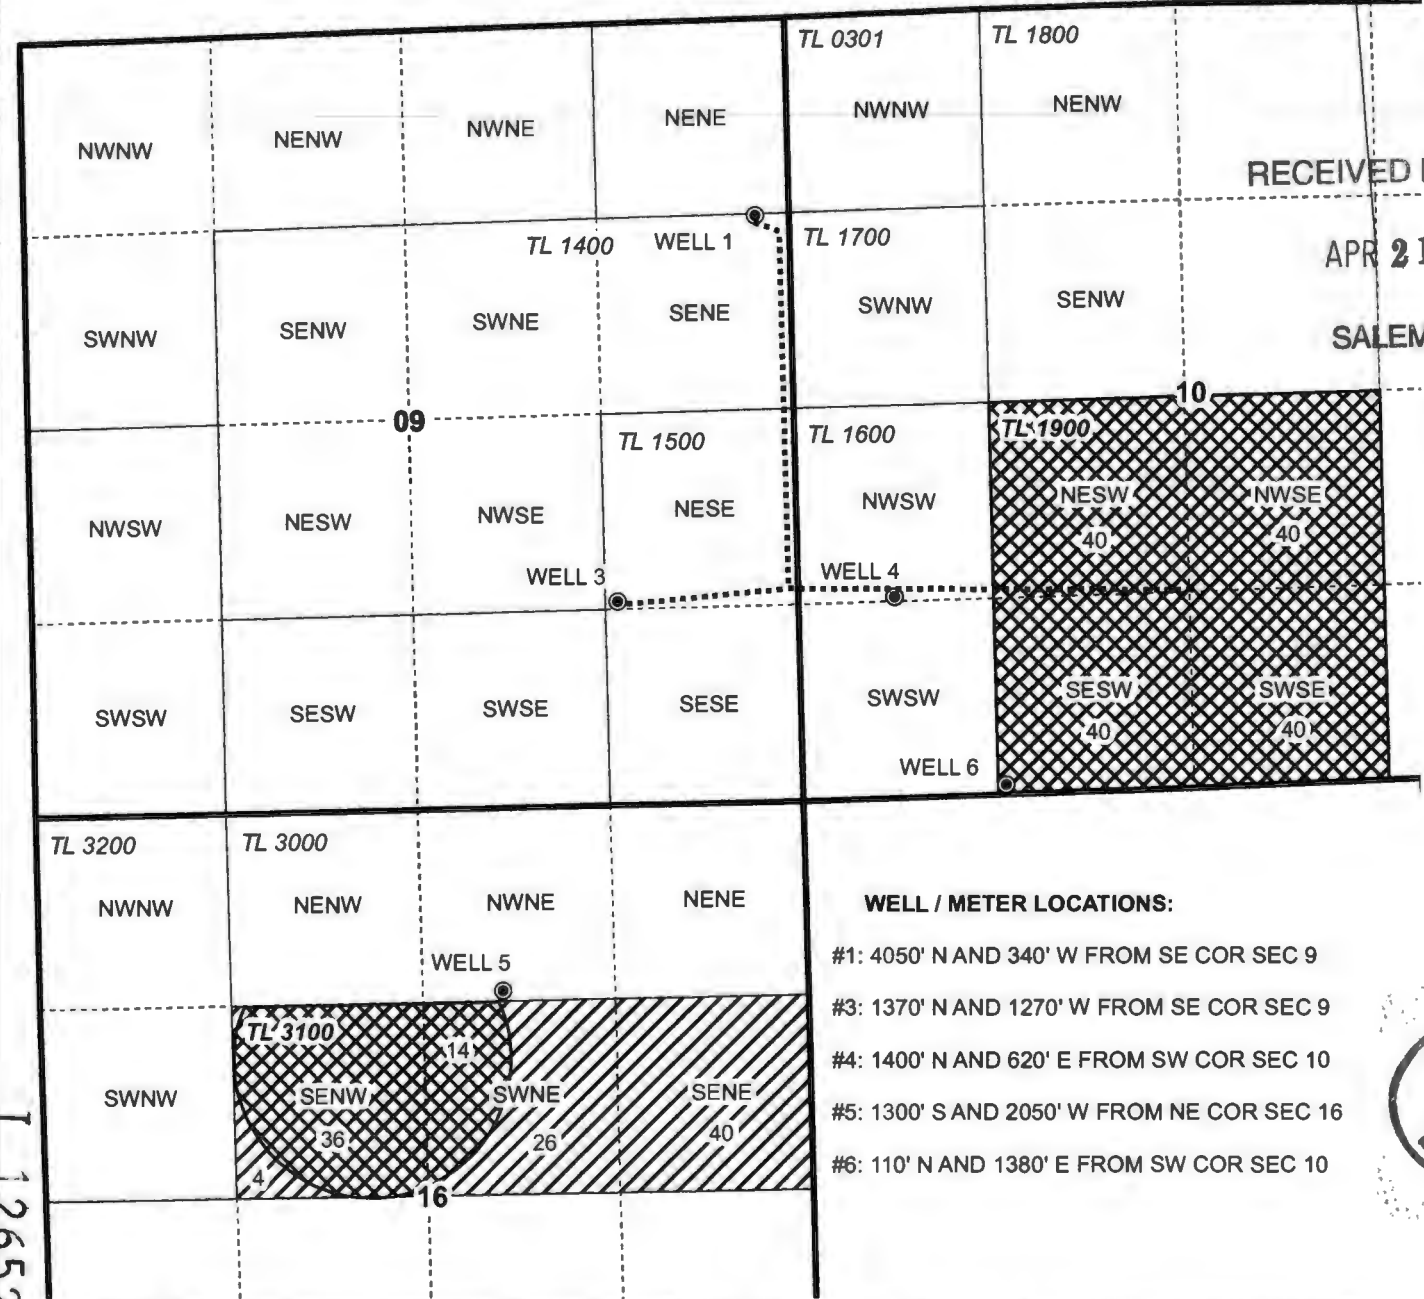 TL 0301 TL 1800
NWNW NENW NWNE NENE NWNW NENW
RECEIVED
TL 1400 WELL 1 TL 1700
APR 21
SWNW SENW SWNE SENE SWNW SENW
SALEM
09 10
TL 1500 TL 1600 TL 1900
NWSW NESW NWSE NESE NWSW NESW NWSE
40 40
WELL 3 WELL 4
SWSW SESW SWSE SESE SWSW SESW SWSE
40 40
WELL 6
TL 3200 TL 3000
NWNW NENW NWNE NENE
WELL 5
TL 3100 14
SWNW SENW SWNE SENE
36 26 40
4
16
WELL / METER LOCATIONS:
#1: 4050' N AND 340' W FROM SE COR SEC 9
#3: 1370' N AND 1270' W FROM SE COR SEC 9
#4: 1400' N AND 620' E FROM SW COR SEC 10
#5: 1300' S AND 2050' W FROM NE COR SEC 16
#6: 110' N AND 1380' E FROM SW COR SEC 10